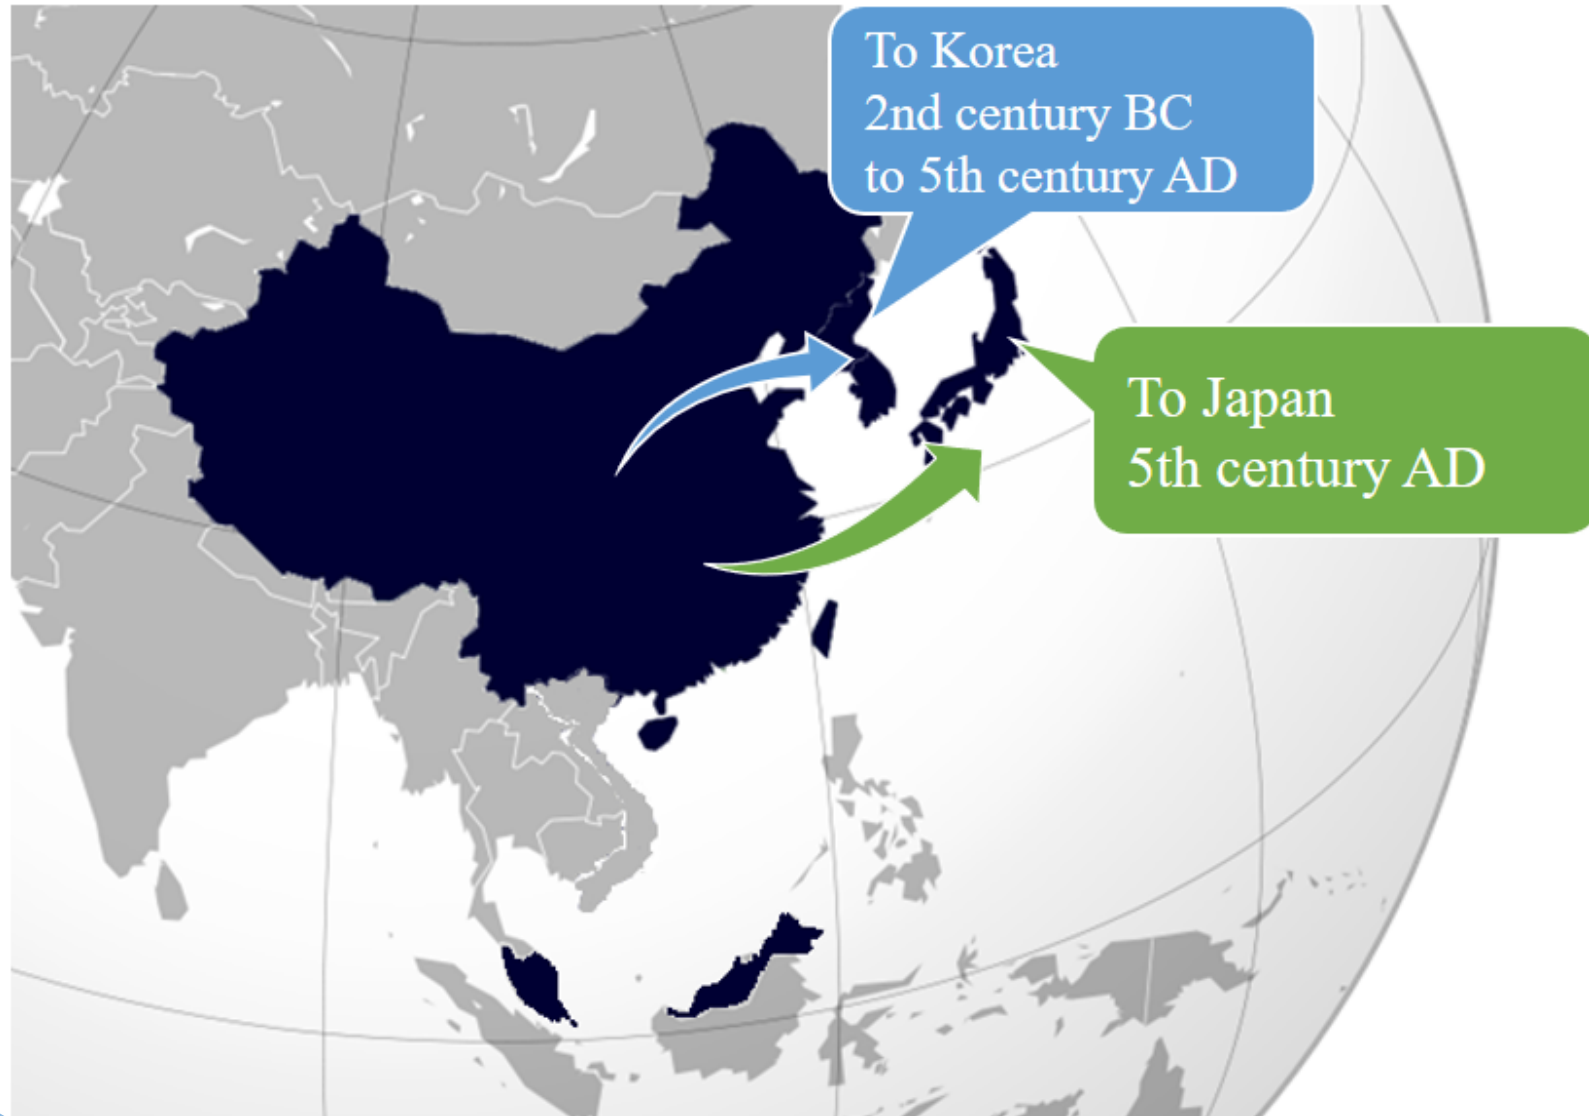 To Korea
2nd century BC
to 5th century AD
To Japan
5th century AD